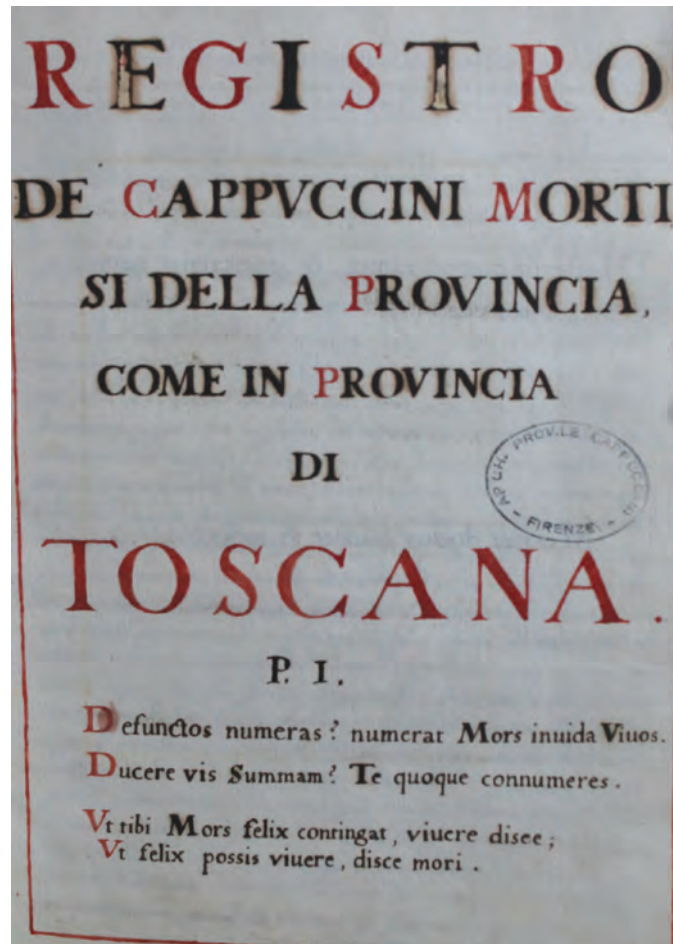 REGISTRO
DE CAPPVCCINI MORTI
SI DELLA PROVINCIA,
COME IN PROVINCIA
DI
TOSCANA.
P. I.
Defunctos numeras? numerat Mors inuida Viuos.
Ducere vis Summam? Te quoque connumeres.
Vt tibi Mors felix contingat, viuere disce;
Vt felix possis viuere, disce mori.
PROV.LE CAPPUCCINI
FIRENZE